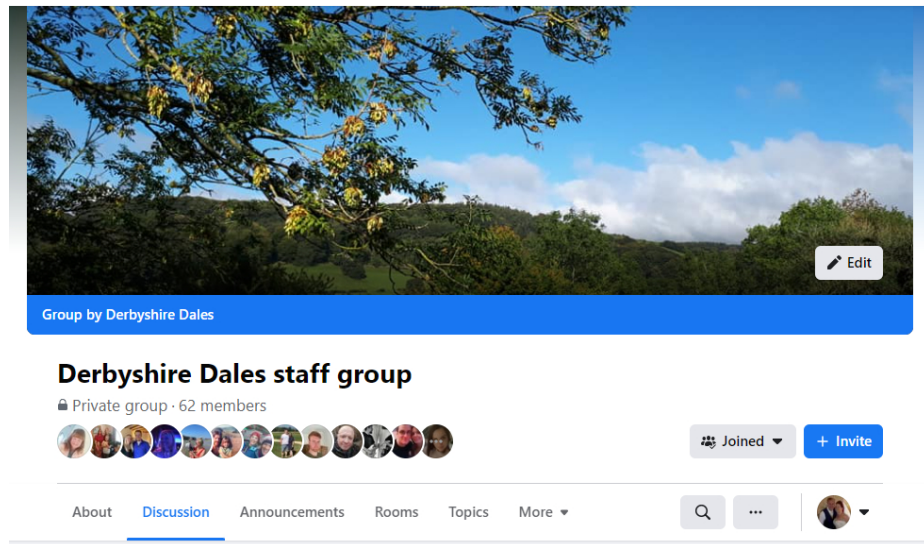 Edit
Group by Derbyshire Dales
Derbyshire Dales staff group
Private group · 62 members
Joined
+ Invite
About Discussion Announcements Rooms Topics More